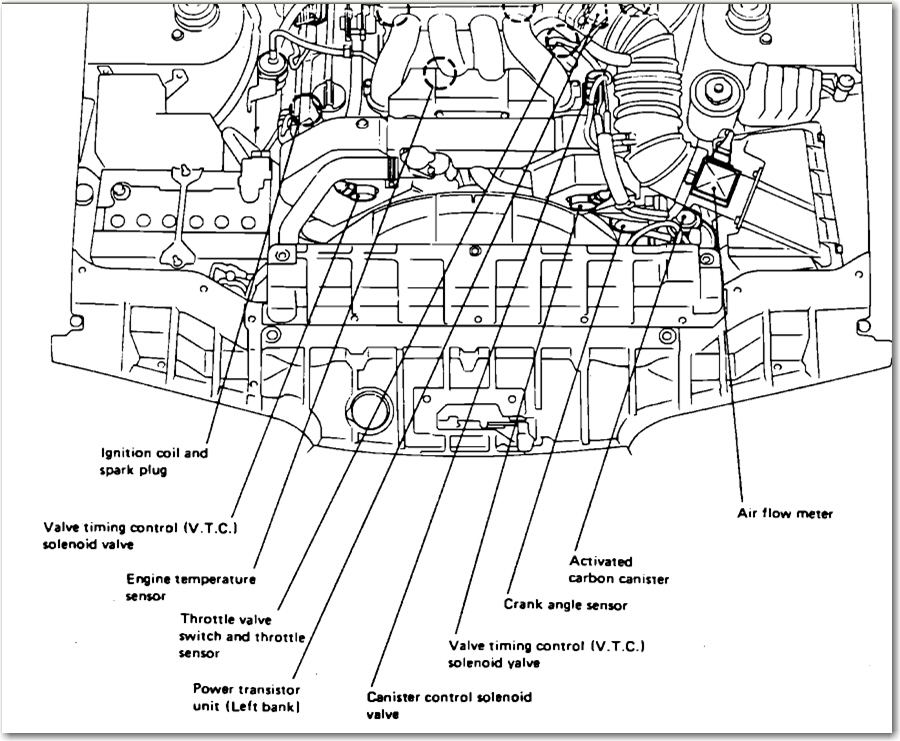 Ignition coil and
spark plug
Valve timing control (V.T.C.)
solenoid valve
Engine temperature
sensor
Throttle valve
switch and throttle
sensor
Power transistor
unit (Left bank)
Canister control solenoid
valve
Valve timing control (V.T.C.)
solenoid valve
Crank angle sensor
Activated
carbon canister
Air flow meter